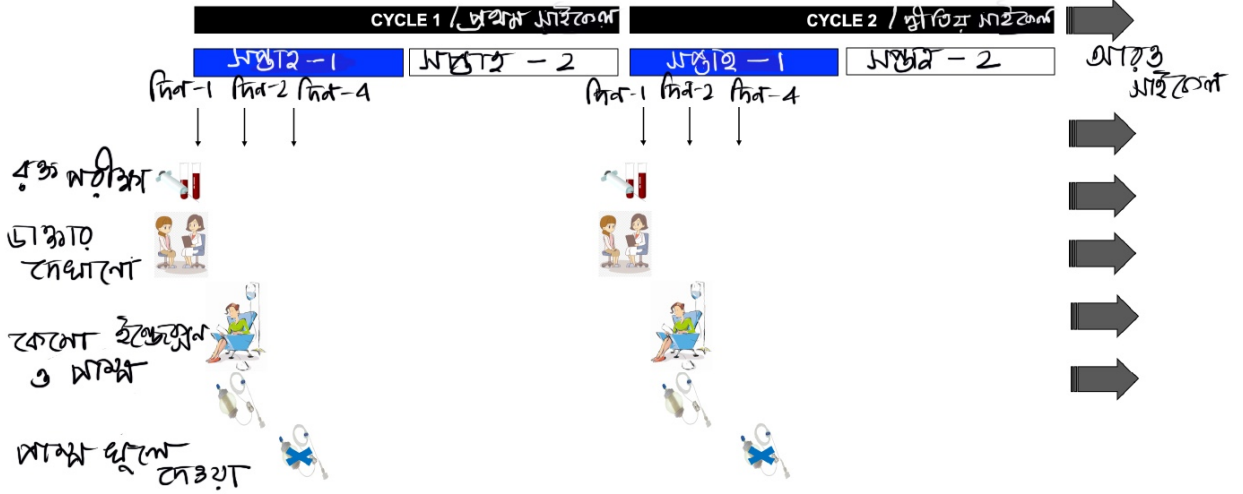 CYCLE 1 / প্রথম সাইকেল
CYCLE 2 / দ্বীতিয় সাইকেল
সপ্তাহ - 1
সপ্তাহ - 2
সপ্তাহ - 1
সপ্তাহ - 2
আরও
সাইকেল
দিন-1 দিন-2 দিন-4
দিন-1 দিন-2 দিন-4
রক্ত পরীক্ষা
ডাক্তার
দেখানো
কেমো ইঞ্জেকশন
ও পাম্প
পাম্প খুলে
দেওয়া